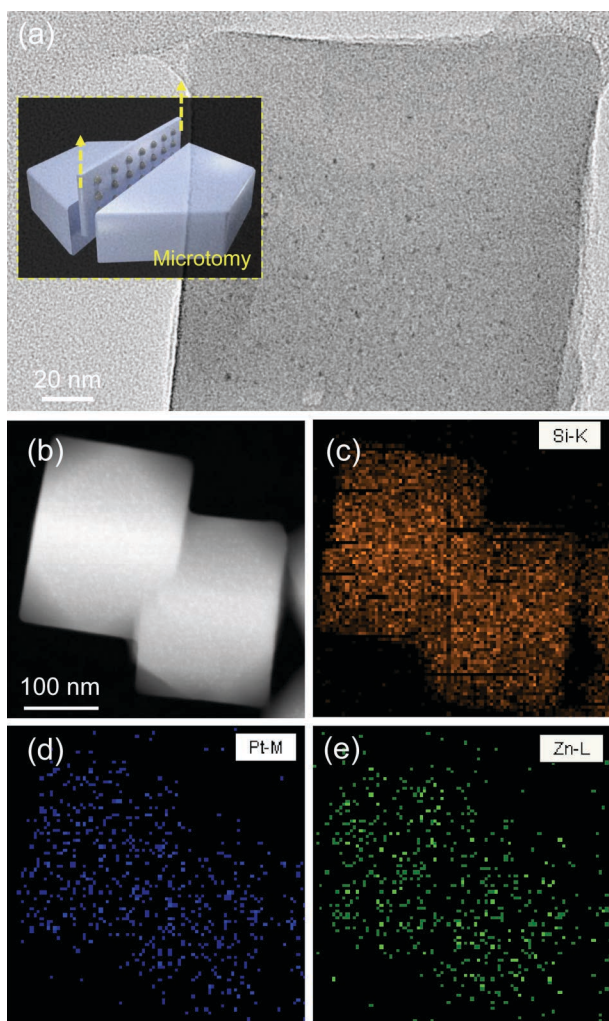 (a)
Microtomy
20 nm
(b)
100 nm
(c)
Si-K
(d)
Pt-M
(e)
Zn-L